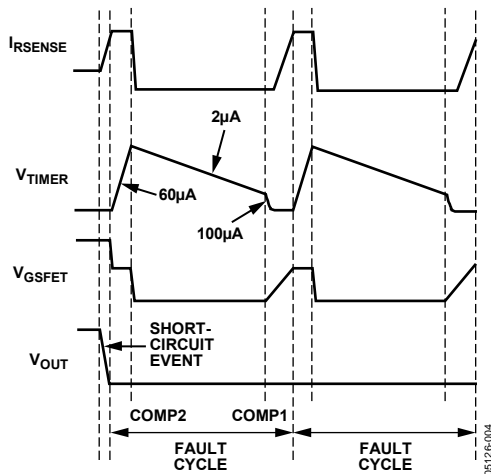 IRSENSE
2µA
VTIMER
60µA
100µA
VGSFET
SHORT-
CIRCUIT
EVENT
VOUT
COMP2
COMP1
FAULT
CYCLE
FAULT
CYCLE
05126-004